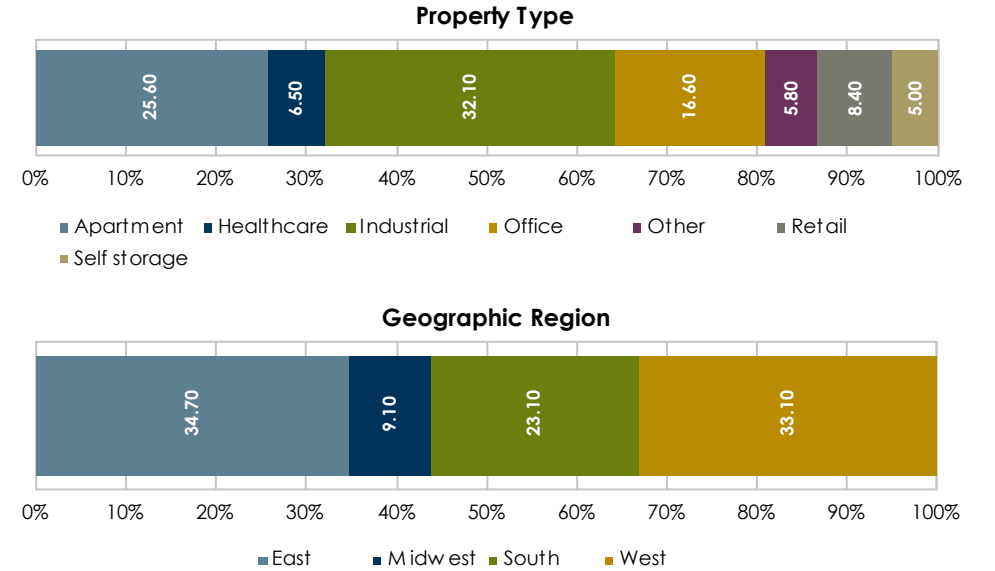 Property Type
25.60 6.50 32.10 16.60 5.80 8.40 5.00
0% 10% 20% 30% 40% 50% 60% 70% 80% 90% 100%
Apartment Healthcare Industrial Office Other Retail
Self storage
Geographic Region
34.70 9.10 23.10 33.10
0% 10% 20% 30% 40% 50% 60% 70% 80% 90% 100%
East Midwest South West